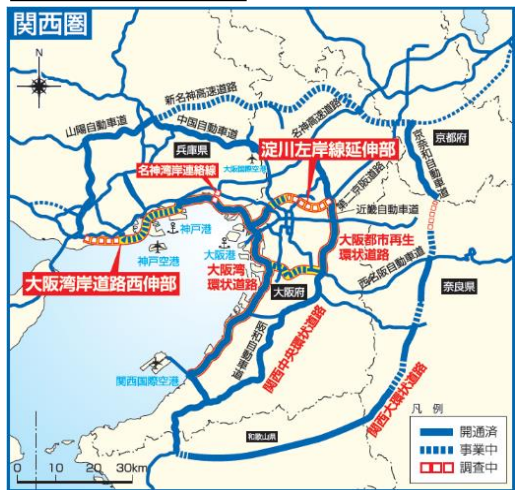 関西圏
N
新名神高速道路
山陽自動車道
中国自動車道
名神高速道路
兵庫県
淀川左岸線延伸部
京奈和自動車道
京都府
名神湾岸連絡線
大阪国際空港
第二京阪道路
近畿自動車道
神戸港
神戸空港
大阪港
大阪湾
環状道路
大阪都市再生
環状道路
大阪湾岸道路西伸部
西名阪自動車道
大阪府
奈良県
阪和自動車道
関西中央環状道路
関西国際空港
関西大環状道路
和歌山県
凡 例
開通済
事業中
調査中
0 10 20 30km